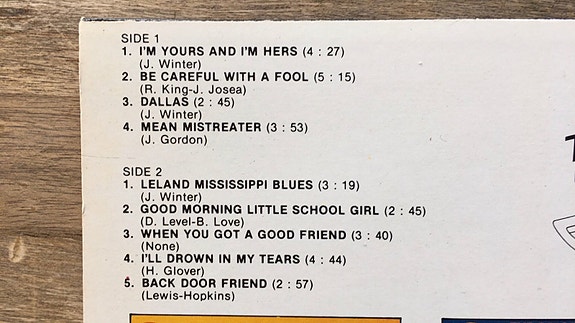 SIDE 1
1. I'M YOURS AND I'M HERS (4 : 27)
(J. Winter)
2. BE CAREFUL WITH A FOOL (5 : 15)
(R. King-J. Josea)
3. DALLAS (2 : 45)
(J. Winter)
4. MEAN MISTREATER (3 : 53)
(J. Gordon)
SIDE 2
1. LELAND MISSISSIPPI BLUES (3 : 19)
(J. Winter)
2. GOOD MORNING LITTLE SCHOOL GIRL (2 : 45)
(D. Level-B. Love)
3. WHEN YOU GOT A GOOD FRIEND (3 : 40)
(None)
4. I'LL DROWN IN MY TEARS (4 : 44)
(H. Glover)
5. BACK DOOR FRIEND (2 : 57)
(Lewis-Hopkins)